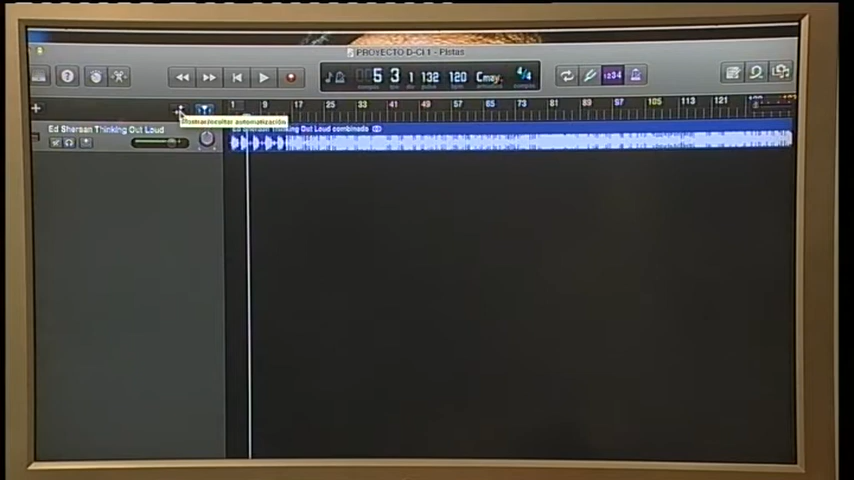 PROYECTO D-CI 1 - Pistas
5 3 1 132 120 Cmay. 4/4
1234
1 9 17 25 33 41 49 57 65 73 81 89 97 105 113 121
Mostrar/ocultar automatización
Ed Sheran Thinking Out Loud
Ed Sheran Thinking Out Loud combinado